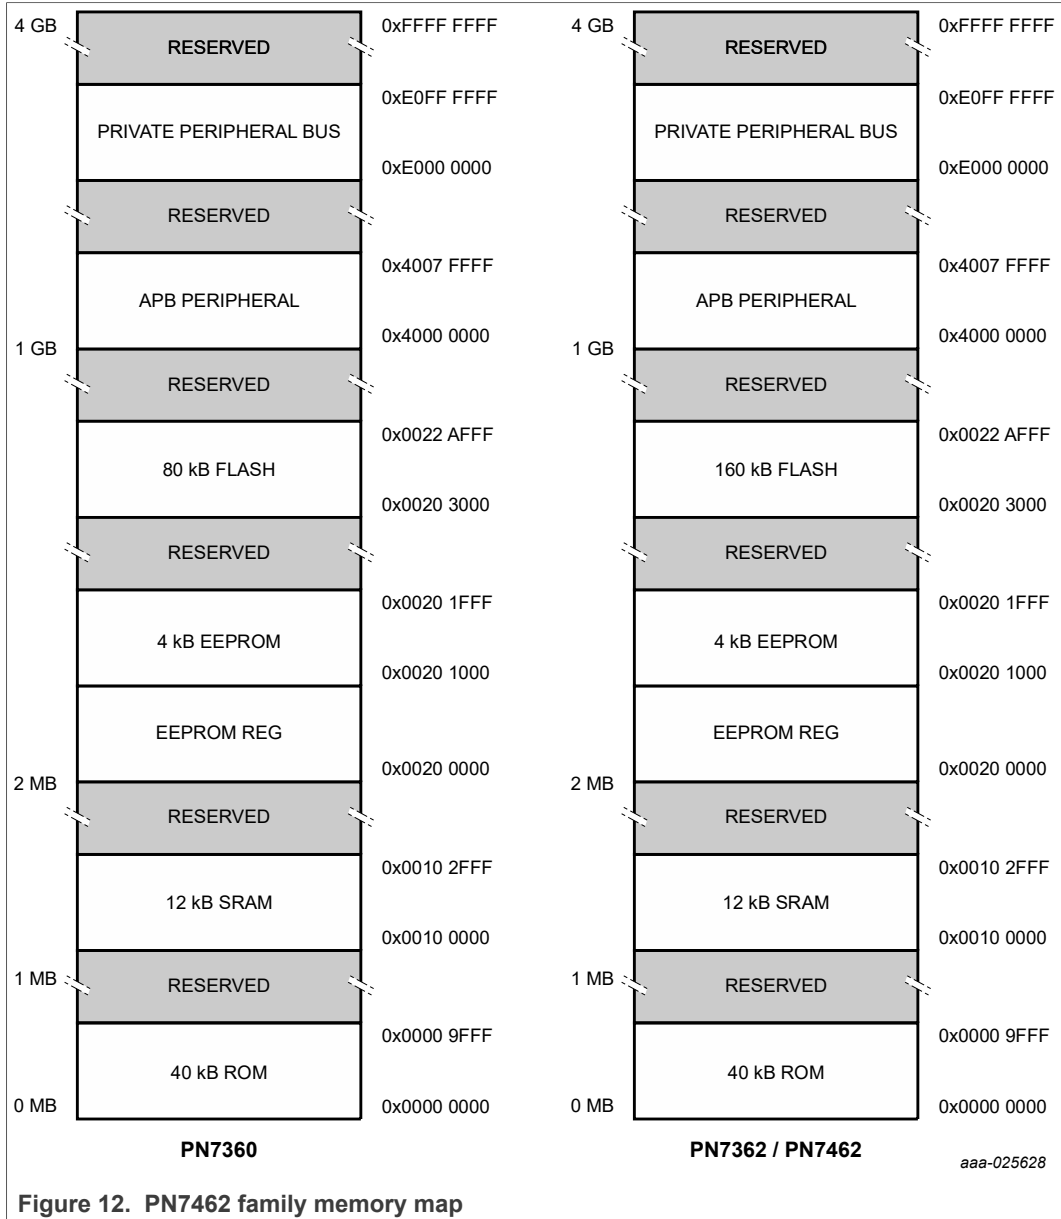 4 GB
RESERVED
0xFFFF FFFF
0xE0FF FFFF
PRIVATE PERIPHERAL BUS
0xE000 0000
RESERVED
0x4007 FFFF
APB PERIPHERAL
0x4000 0000
1 GB
RESERVED
0x0022 AFFF
80 kB FLASH
0x0020 3000
RESERVED
0x0020 1FFF
4 kB EEPROM
0x0020 1000
EEPROM REG
0x0020 0000
2 MB
RESERVED
0x0010 2FFF
12 kB SRAM
0x0010 0000
1 MB
RESERVED
0x0000 9FFF
40 kB ROM
0 MB
0x0000 0000
PN7360
4 GB
RESERVED
0xFFFF FFFF
0xE0FF FFFF
PRIVATE PERIPHERAL BUS
0xE000 0000
RESERVED
0x4007 FFFF
APB PERIPHERAL
0x4000 0000
1 GB
RESERVED
0x0022 AFFF
160 kB FLASH
0x0020 3000
RESERVED
0x0020 1FFF
4 kB EEPROM
0x0020 1000
EEPROM REG
0x0020 0000
2 MB
RESERVED
0x0010 2FFF
12 kB SRAM
0x0010 0000
1 MB
RESERVED
0x0000 9FFF
40 kB ROM
0 MB
0x0000 0000
PN7362 / PN7462
aaa-025628
Figure 12. PN7462 family memory map